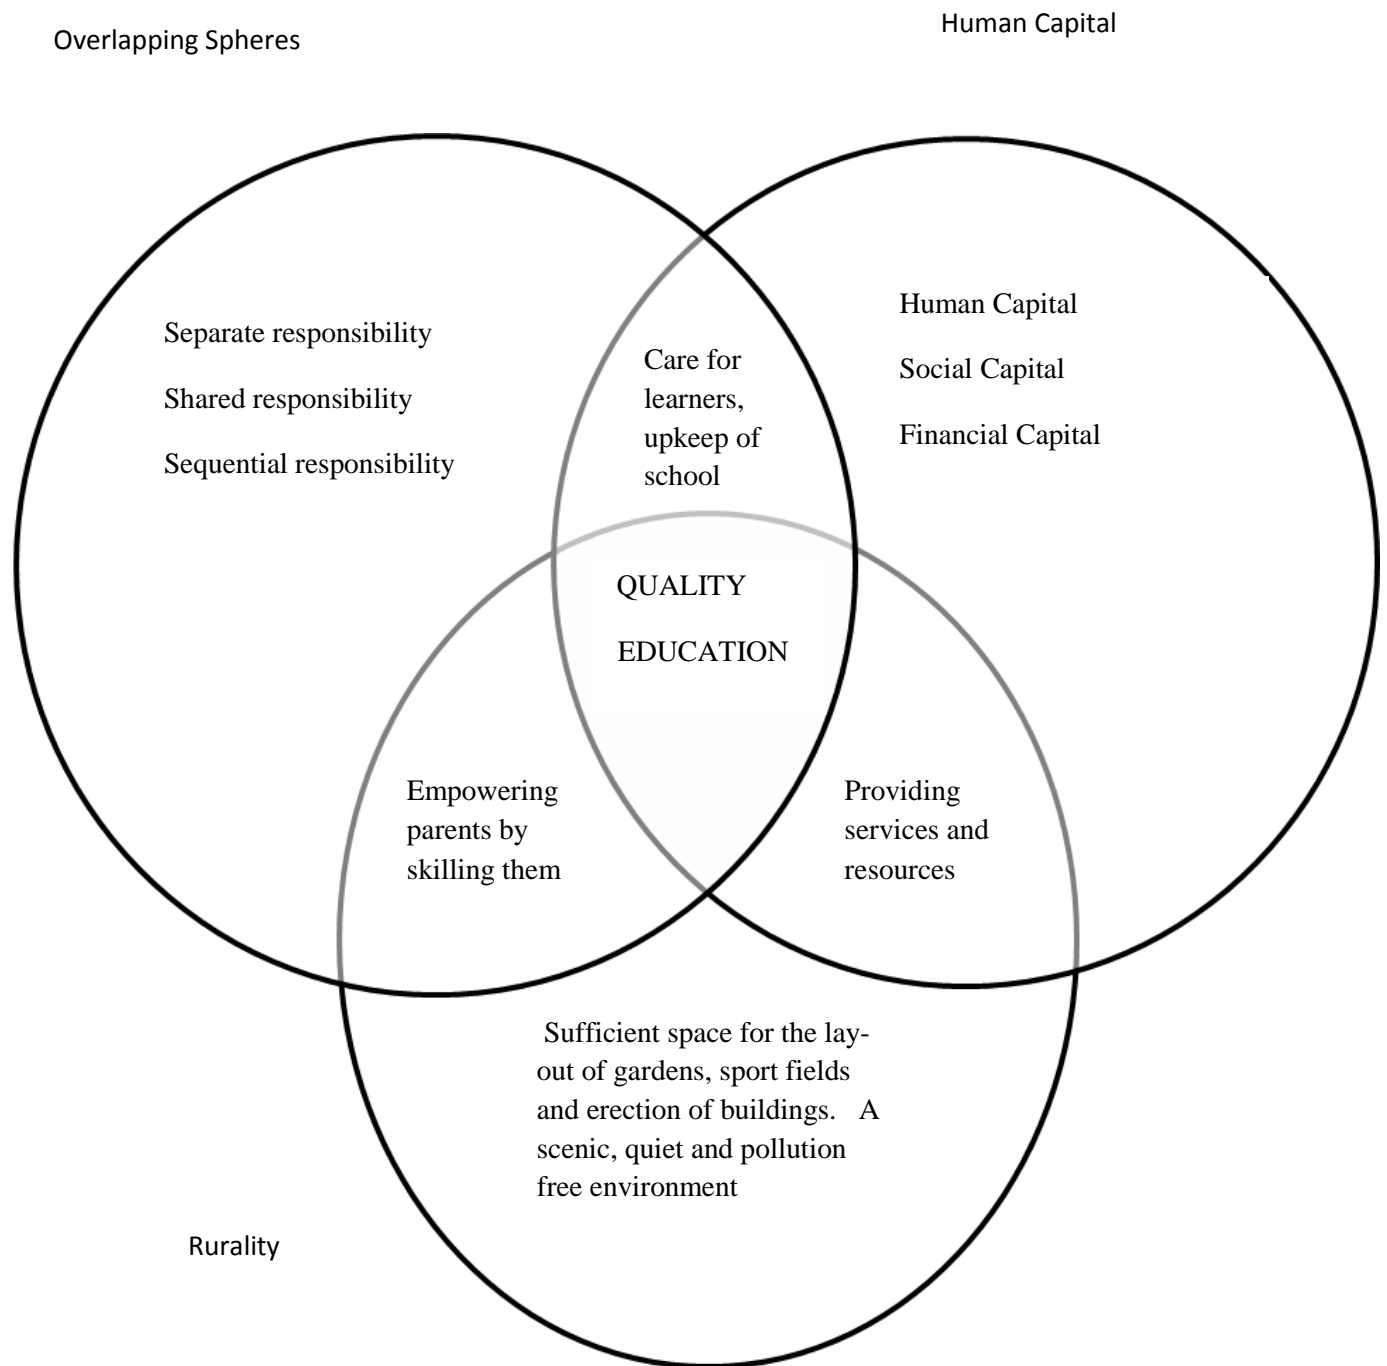 Overlapping Spheres
Human Capital
Separate responsibility
Shared responsibility
Sequential responsibility
Care for
learners,
upkeep of
school
Human Capital
Social Capital
Financial Capital
QUALITY
EDUCATION
Empowering
parents by
skilling them
Providing
services and
resources
Sufficient space for the lay-
out of gardens, sport fields
and erection of buildings. A
scenic, quiet and pollution
free environment
Rurality